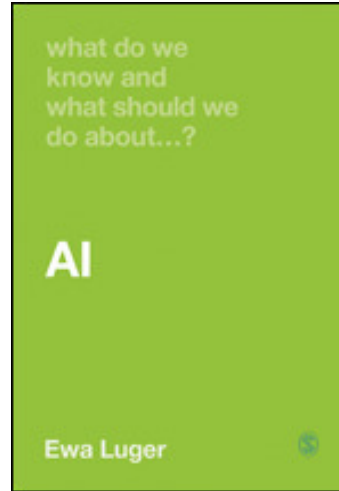 what do we
know and
what should we
do about...?
AI
Ewa Luger